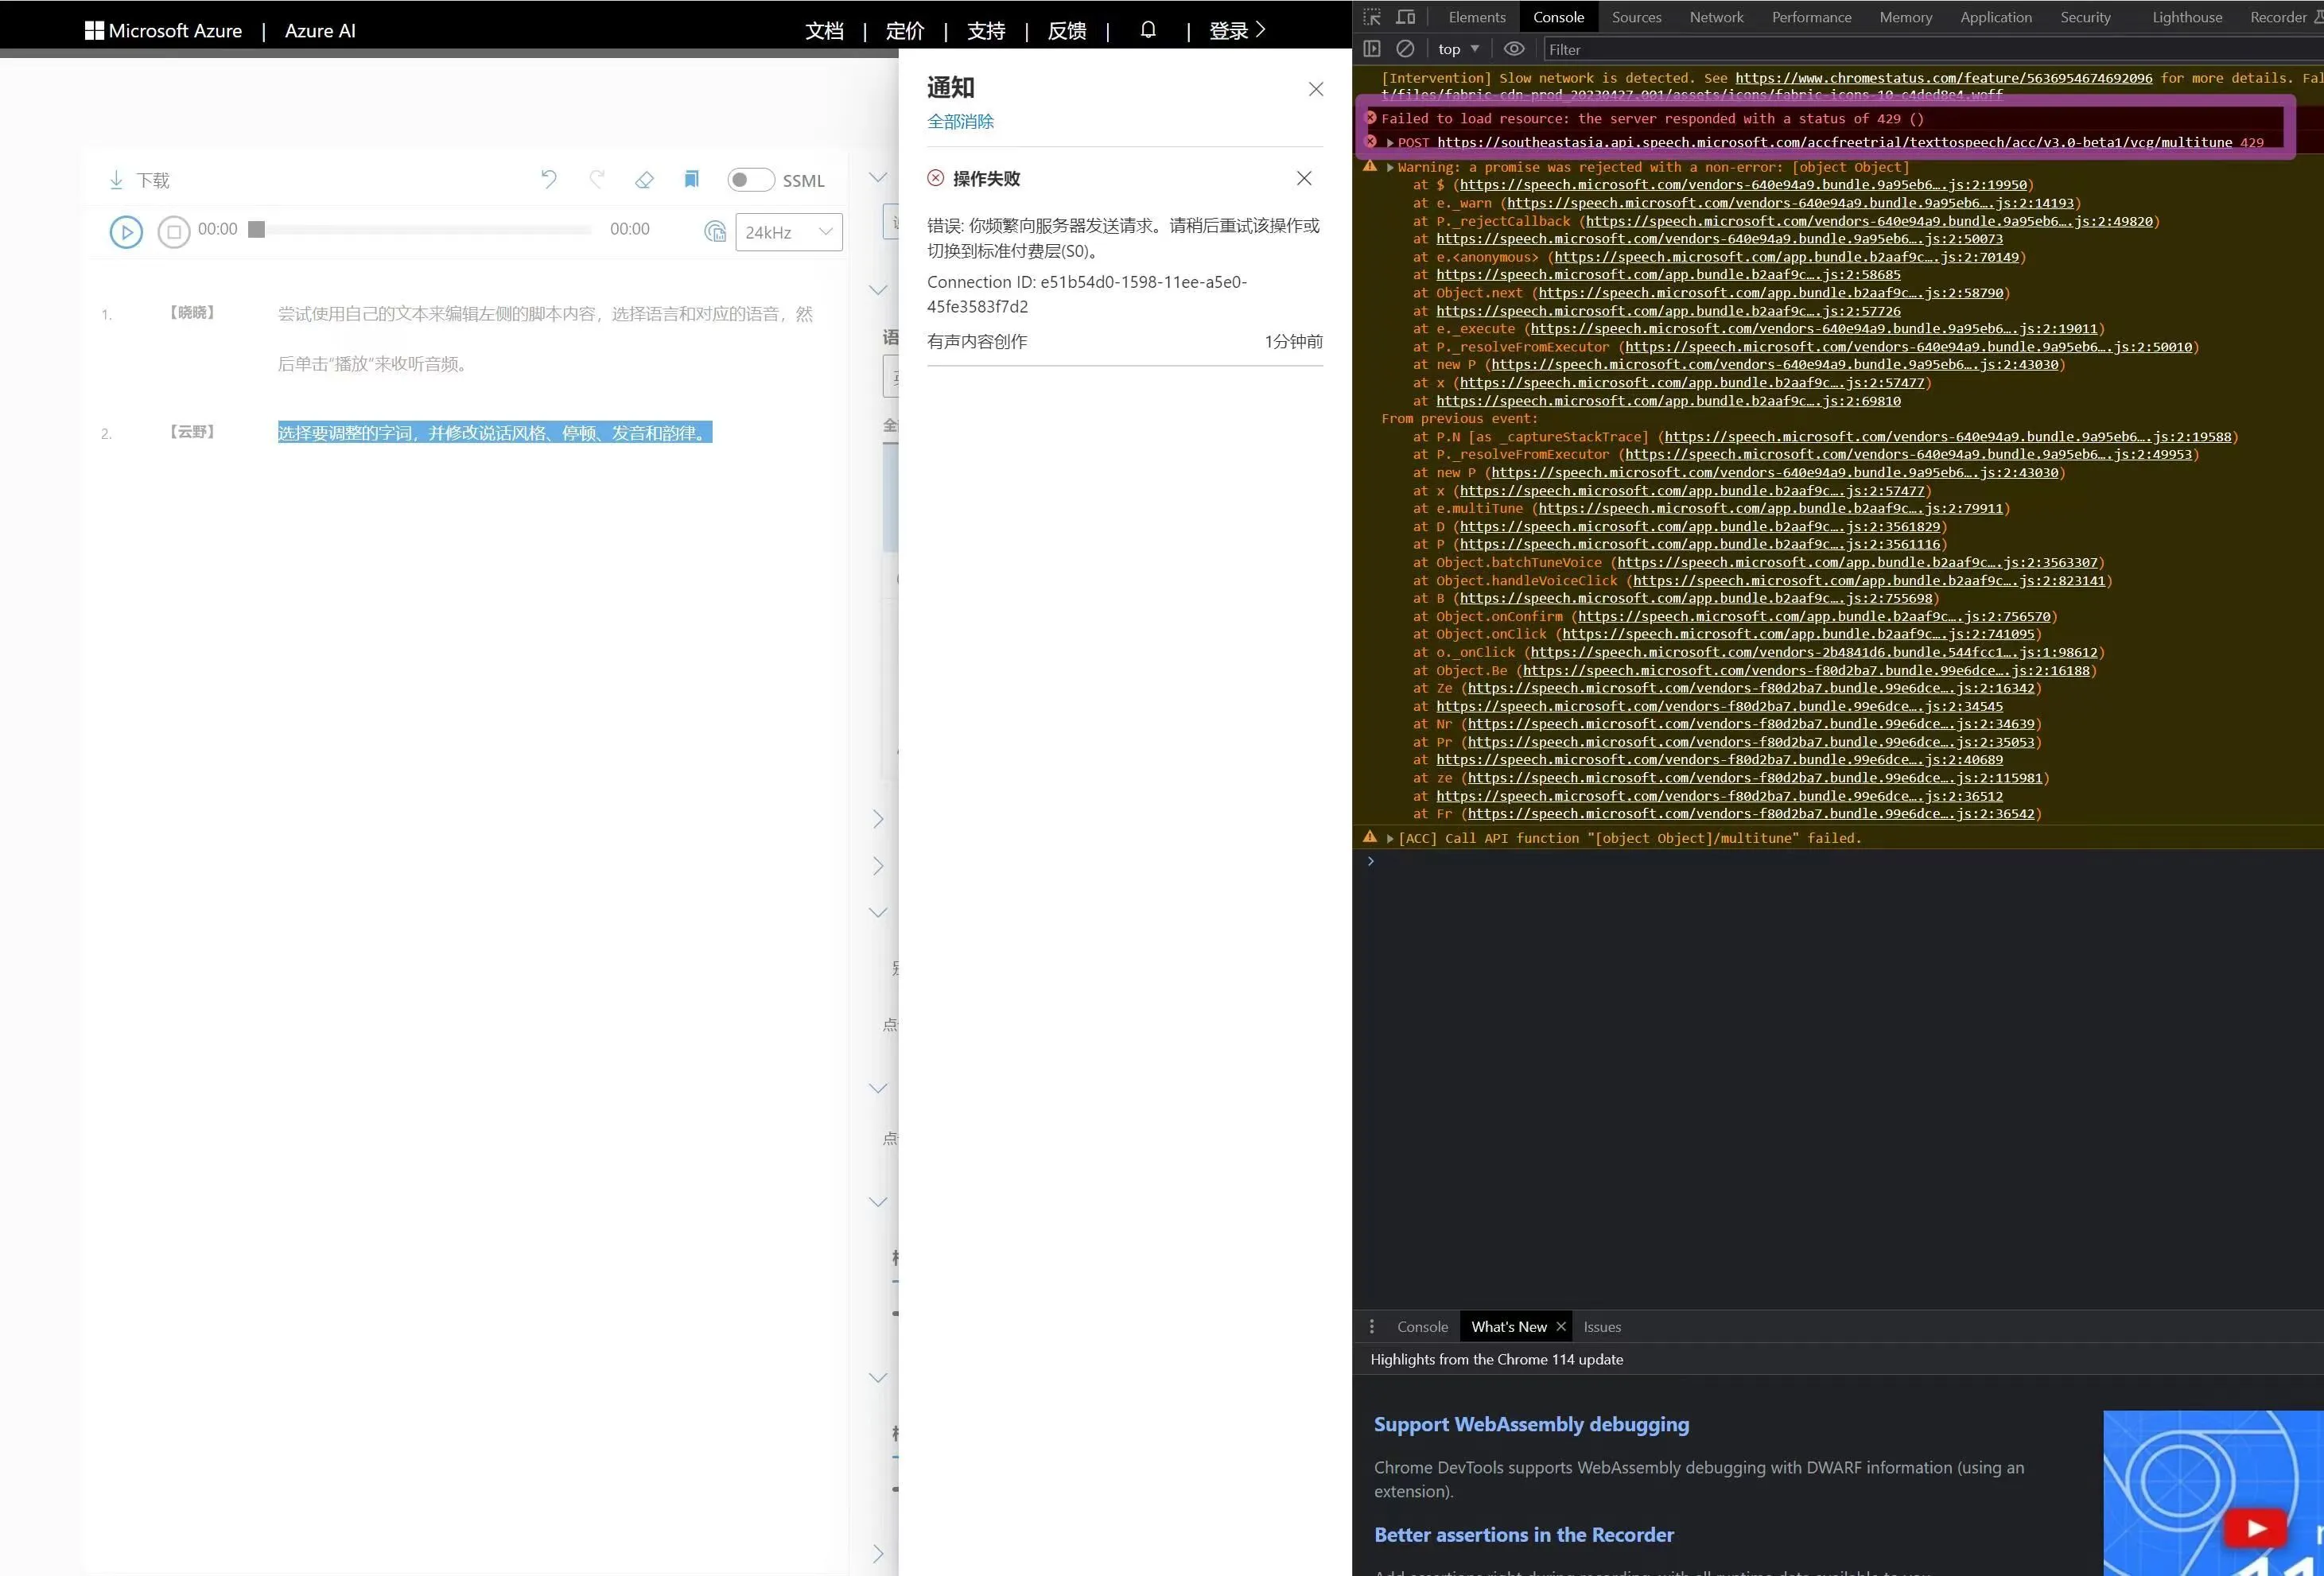 Microsoft Azure | Azure AI
文档 | 定价 | 支持 | 反馈 | | 登录
下载
SSML
00:00
00:00
24kHz
1.
【晓晓】
尝试使用自己的文本来编辑左侧的脚本内容，选择语言和对应的语音，然
后单击"播放"来收听音频。
2.
【云野】
选择要调整的字词，并修改说话风格、停顿、发音和韵律。
语
全
点
点
通知
全部消除
操作失败
错误: 你频繁向服务器发送请求。请稍后重试该操作或
切换到标准付费层(S0)。
Connection ID: e51b54d0-1598-11ee-a5e0-
45fe3583f7d2
有声内容创作
1分钟前
Elements Console Sources Network Performance Memory Application Security Lighthouse Recorder
top
Filter
[Intervention] Slow network is detected. See https://www.chromestatus.com/feature/5636954674692096 for more details. Fal
t/files/fabric-cdn-prod_20230427.001/assets/icons/fabric-icons-10-c4ded8e4.woff
Failed to load resource: the server responded with a status of 429 ()
POST https://southeastasia.api.speech.microsoft.com/accfreetrial/texttospeech/acc/v3.0-beta1/vcg/multitune 429
Warning: a promise was rejected with a non-error: [object Object]
at $ (https://speech.microsoft.com/vendors-640e94a9.bundle.9a95eb6….js:2:19950)
at e._warn (https://speech.microsoft.com/vendors-640e94a9.bundle.9a95eb6….js:2:14193)
at P._rejectCallback (https://speech.microsoft.com/vendors-640e94a9.bundle.9a95eb6….js:2:49820)
at https://speech.microsoft.com/vendors-640e94a9.bundle.9a95eb6….js:2:50073
at e.<anonymous> (https://speech.microsoft.com/app.bundle.b2aaf9c….js:2:70149)
at https://speech.microsoft.com/app.bundle.b2aaf9c….js:2:58685
at Object.next (https://speech.microsoft.com/app.bundle.b2aaf9c….js:2:58790)
at https://speech.microsoft.com/app.bundle.b2aaf9c….js:2:57726
at e._execute (https://speech.microsoft.com/vendors-640e94a9.bundle.9a95eb6….js:2:19011)
at P._resolveFromExecutor (https://speech.microsoft.com/vendors-640e94a9.bundle.9a95eb6….js:2:50010)
at new P (https://speech.microsoft.com/vendors-640e94a9.bundle.9a95eb6….js:2:43030)
at x (https://speech.microsoft.com/app.bundle.b2aaf9c….js:2:57477)
at https://speech.microsoft.com/app.bundle.b2aaf9c….js:2:69810
From previous event:
at P.N [as _captureStackTrace] (https://speech.microsoft.com/vendors-640e94a9.bundle.9a95eb6….js:2:19588)
at P._resolveFromExecutor (https://speech.microsoft.com/vendors-640e94a9.bundle.9a95eb6….js:2:49953)
at new P (https://speech.microsoft.com/vendors-640e94a9.bundle.9a95eb6….js:2:43030)
at x (https://speech.microsoft.com/app.bundle.b2aaf9c….js:2:57477)
at e.multiTune (https://speech.microsoft.com/app.bundle.b2aaf9c….js:2:79911)
at D (https://speech.microsoft.com/app.bundle.b2aaf9c….js:2:3561829)
at P (https://speech.microsoft.com/app.bundle.b2aaf9c….js:2:3561116)
at Object.batchTuneVoice (https://speech.microsoft.com/app.bundle.b2aaf9c….js:2:3563307)
at Object.handleVoiceClick (https://speech.microsoft.com/app.bundle.b2aaf9c….js:2:823141)
at B (https://speech.microsoft.com/app.bundle.b2aaf9c….js:2:755698)
at Object.onConfirm (https://speech.microsoft.com/app.bundle.b2aaf9c….js:2:756570)
at Object.onClick (https://speech.microsoft.com/app.bundle.b2aaf9c….js:2:741095)
at o._onClick (https://speech.microsoft.com/vendors-2b4841d6.bundle.544fcc1….js:1:98612)
at Object.Be (https://speech.microsoft.com/vendors-f80d2ba7.bundle.99e6dce….js:2:16188)
at Ze (https://speech.microsoft.com/vendors-f80d2ba7.bundle.99e6dce….js:2:16342)
at https://speech.microsoft.com/vendors-f80d2ba7.bundle.99e6dce….js:2:34545
at Nr (https://speech.microsoft.com/vendors-f80d2ba7.bundle.99e6dce….js:2:34639)
at Pr (https://speech.microsoft.com/vendors-f80d2ba7.bundle.99e6dce….js:2:35053)
at https://speech.microsoft.com/vendors-f80d2ba7.bundle.99e6dce….js:2:40689
at ze (https://speech.microsoft.com/vendors-f80d2ba7.bundle.99e6dce….js:2:115981)
at https://speech.microsoft.com/vendors-f80d2ba7.bundle.99e6dce….js:2:36512
at Fr (https://speech.microsoft.com/vendors-f80d2ba7.bundle.99e6dce….js:2:36542)
[ACC] Call API function "[object Object]/multitune" failed.
Console What's New Issues
Highlights from the Chrome 114 update
Support WebAssembly debugging
Chrome DevTools supports WebAssembly debugging with DWARF information (using an
extension).
Better assertions in the Recorder